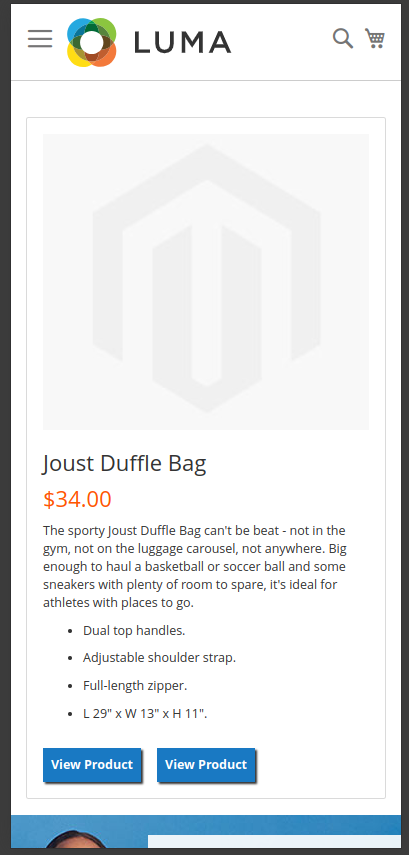 LUMA
Joust Duffle Bag
$34.00
The sporty Joust Duffle Bag can't be beat - not in the
gym, not on the luggage carousel, not anywhere. Big
enough to haul a basketball or soccer ball and some
sneakers with plenty of room to spare, it's ideal for
athletes with places to go.
• Dual top handles.
• Adjustable shoulder strap.
• Full-length zipper.
• L 29" x W 13" x H 11".
View Product View Product